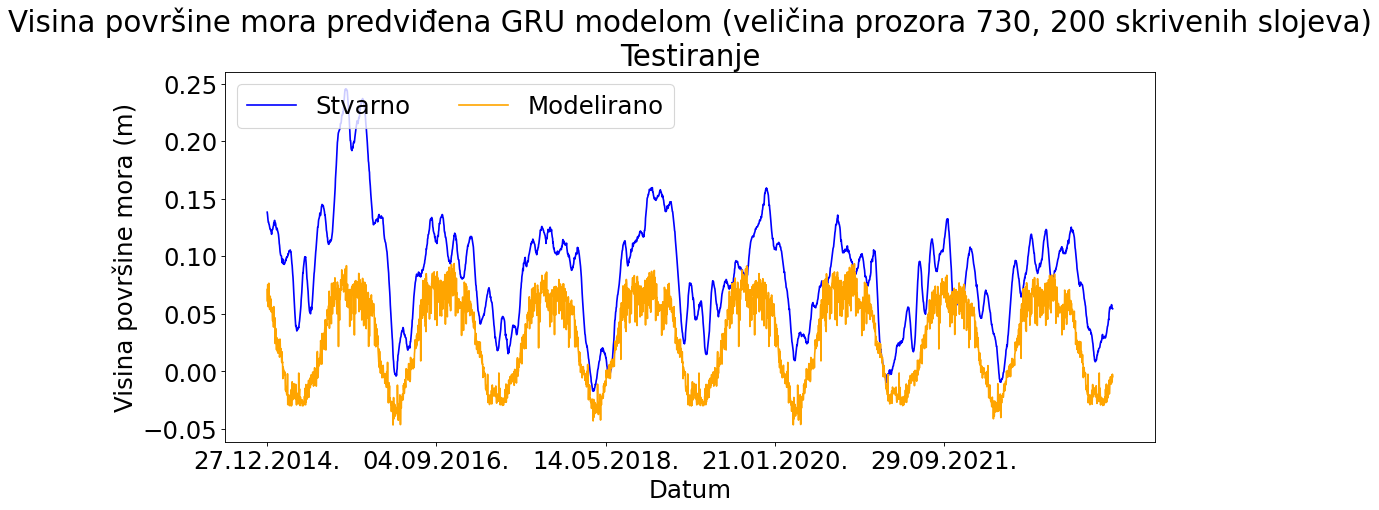 Visina površine mora predviđena GRU modelom (veličina prozora 730, 200 skrivenih slojeva)
Testiranje
Stvarno
Modelirano
Visina površine mora (m)
0.25
0.20
0.15
0.10
0.05
0.00
−0.05
27.12.2014.
04.09.2016.
14.05.2018.
21.01.2020.
29.09.2021.
Datum